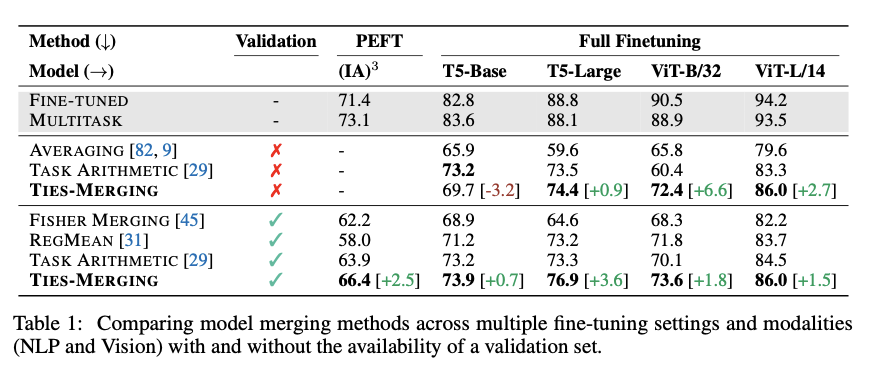 Method (↓) Validation PEFT Full Finetuning
Model (→) (IA)³ T5-Base T5-Large ViT-B/32 ViT-L/14
FINE-TUNED - 71.4 82.8 88.8 90.5 94.2
MULTITASK - 73.1 83.6 88.1 88.9 93.5
AVERAGING [82, 9] ✗ - 65.9 59.6 65.8 79.6
TASK ARITHMETIC [29] ✗ - 73.2 73.5 60.4 83.3
TIES-MERGING ✗ - 69.7 [-3.2] 74.4 [+0.9] 72.4 [+6.6] 86.0 [+2.7]
FISHER MERGING [45] ✓ 62.2 68.9 64.6 68.3 82.2
REGMEAN [31] ✓ 58.0 71.2 73.2 71.8 83.7
TASK ARITHMETIC [29] ✓ 63.9 73.2 73.3 70.1 84.5
TIES-MERGING ✓ 66.4 [+2.5] 73.9 [+0.7] 76.9 [+3.6] 73.6 [+1.8] 86.0 [+1.5]
Table 1: Comparing model merging methods across multiple fine-tuning settings and modalities
(NLP and Vision) with and without the availability of a validation set.